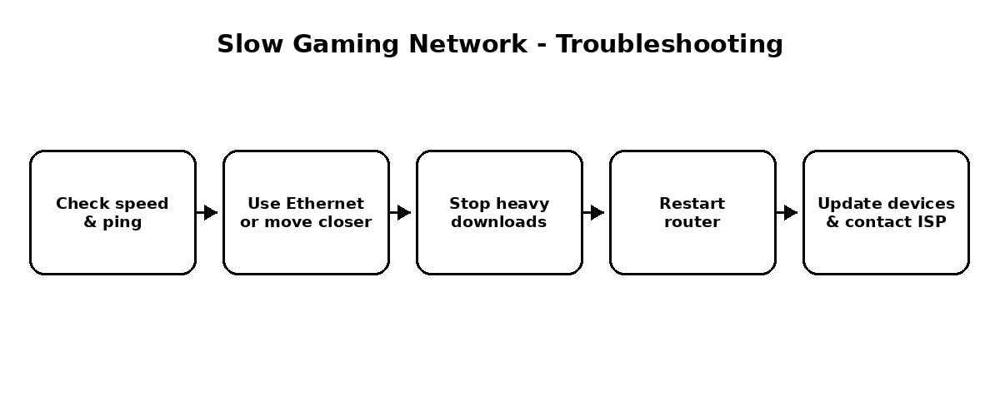 Slow Gaming Network - Troubleshooting
Check speed
& ping
Use Ethernet
or move closer
Stop heavy
downloads
Restart
router
Update devices
& contact ISP